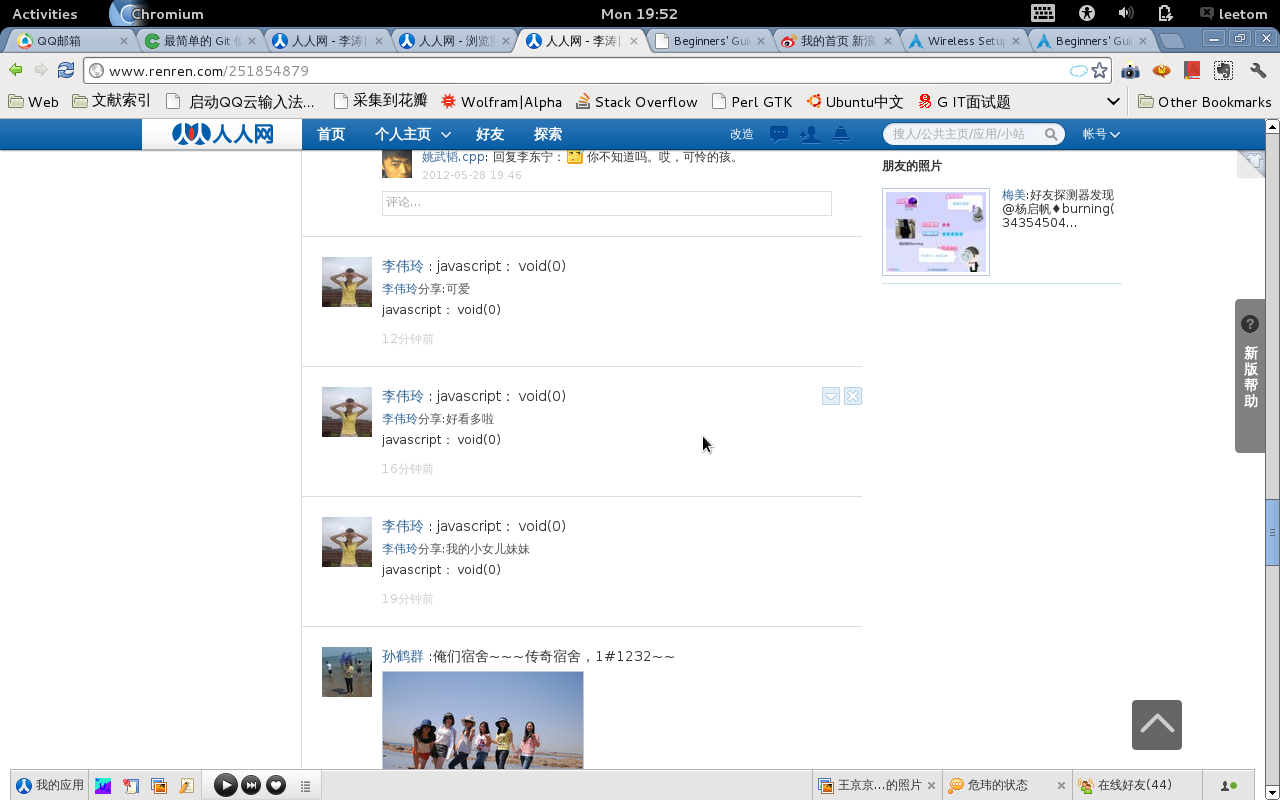 Activities
Chromium
Mon 19:52
leetom
QQ邮箱
最简单的 Git
人人网 - 李涛
人人网 - 浏览
人人网 - 李涛
Beginners' Gui
我的首页 新浪
Wireless Setu
Beginners' Gui
www.renren.com/251854879
Web
文献索引
启动QQ云输入法...
采集到花瓣
Wolfram|Alpha
Stack Overflow
Perl GTK
Ubuntu中文
G IT面试题
Other Bookmarks
人人网
首页
个人主页
好友
探索
改造
搜人/公共主页/应用/小站
帐号
姚武韬.cpp: 回复李东宁： 你不知道吗。哎，可怜的孩。
2012-05-28 19:46
评论...
朋友的照片
梅美:好友探测器发现
@杨启帆♦burning(
34354504...
李伟玲 : javascript： void(0)
李伟玲分享:可爱
javascript： void(0)
12分钟前
李伟玲 : javascript： void(0)
李伟玲分享:好看多啦
javascript： void(0)
16分钟前
李伟玲 : javascript： void(0)
李伟玲分享:我的小女儿妹妹
javascript： void(0)
19分钟前
孙鹤群 :俺们宿舍~~~传奇宿舍，1#1232~~
新版帮助
我的应用
王京京...的照片
危玮的状态
在线好友(44)